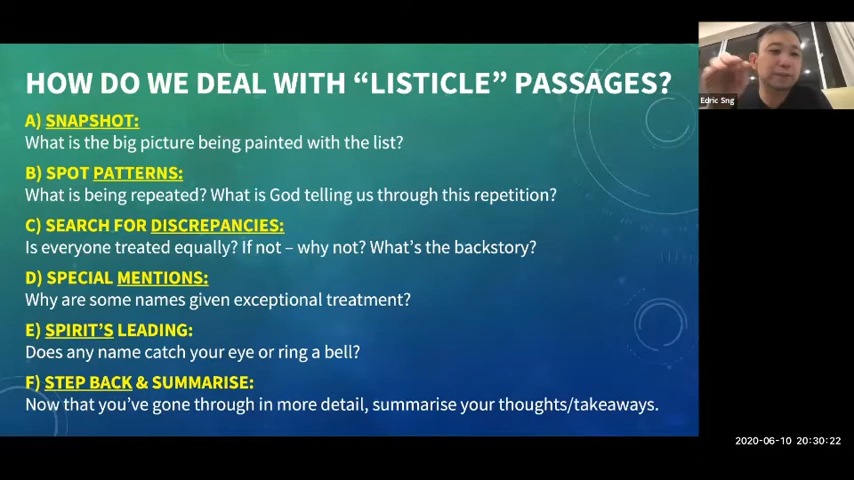 HOW DO WE DEAL WITH “LISTICLE” PASSAGES?
A) SNAPSHOT:
What is the big picture being painted with the list?
B) SPOT PATTERNS:
What is being repeated? What is God telling us through this repetition?
C) SEARCH FOR DISCREPANCIES:
Is everyone treated equally? If not – why not? What’s the backstory?
D) SPECIAL MENTIONS:
Why are some names given exceptional treatment?
E) SPIRIT’S LEADING:
Does any name catch your eye or ring a bell?
F) STEP BACK & SUMMARISE:
Now that you’ve gone through in more detail, summarise your thoughts/takeaways.
Edric Sng
2020-06-10 20:30:22